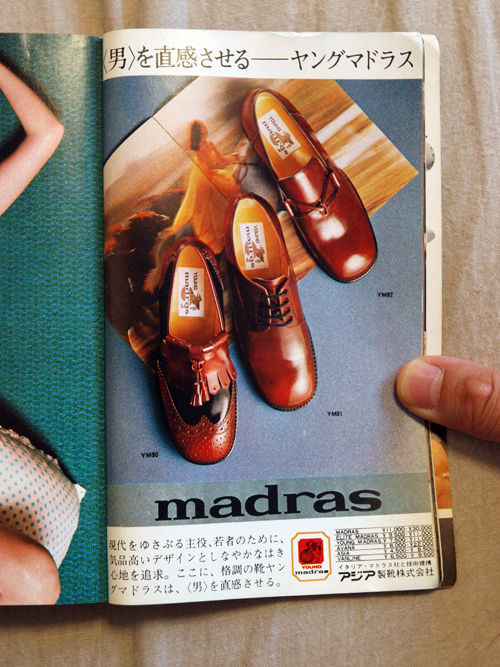 〈男〉を直感させる——ヤングマドラス
YM82
YM81
YM80
madras
現代をゆさぶる主役、若者のために、
気品高いデザインとしなやかなはき
心地を追求。ここに、格調の靴ヤン
グマドラスは、〈男〉を直感させる。
YOUNG
madras
MADRAS
ELITE MADRAS
YOUNG MADRAS
AVANA
ASIA
VANLINE
イタリア・マドラス社と技術提携
アジア製靴株式会社